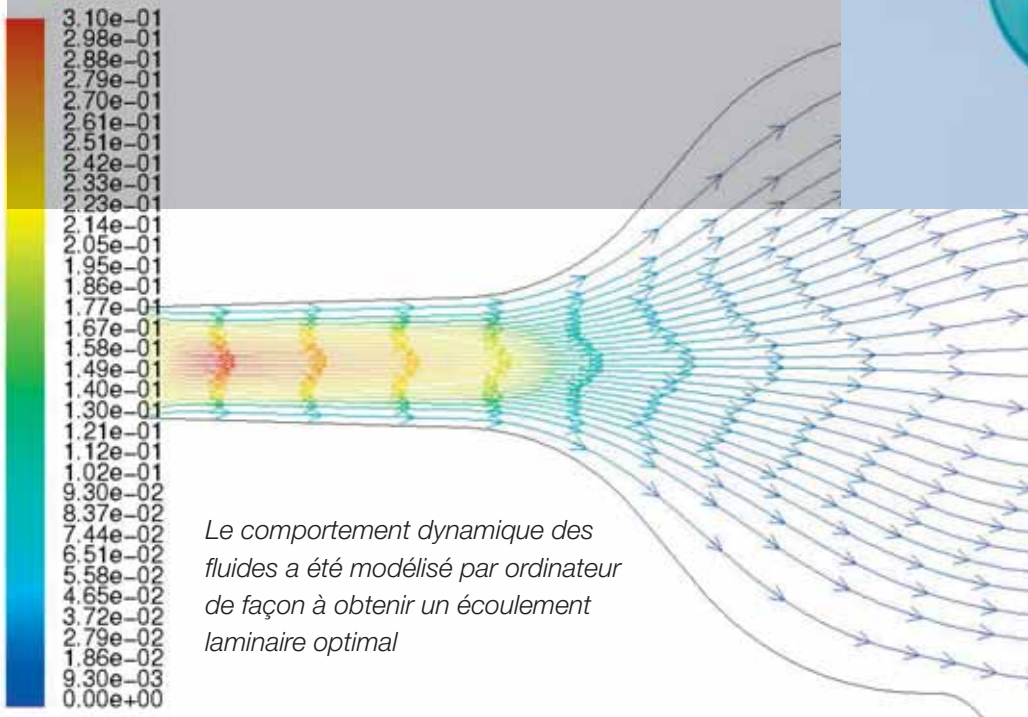 3.10e−01
2.98e−01
2.88e−01
2.79e−01
2.70e−01
2.61e−01
2.51e−01
2.42e−01
2.33e−01
2.23e−01
2.14e−01
2.05e−01
1.95e−01
1.86e−01
1.77e−01
1.67e−01
1.58e−01
1.49e−01
1.40e−01
1.30e−01
1.21e−01
1.12e−01
1.02e−01
9.30e−02
8.37e−02
7.44e−02
6.51e−02
5.58e−02
4.65e−02
3.72e−02
2.79e−02
1.86e−02
9.30e−03
0.00e+00
Le comportement dynamique des
fluides a été modélisé par ordinateur
de façon à obtenir un écoulement
laminaire optimal